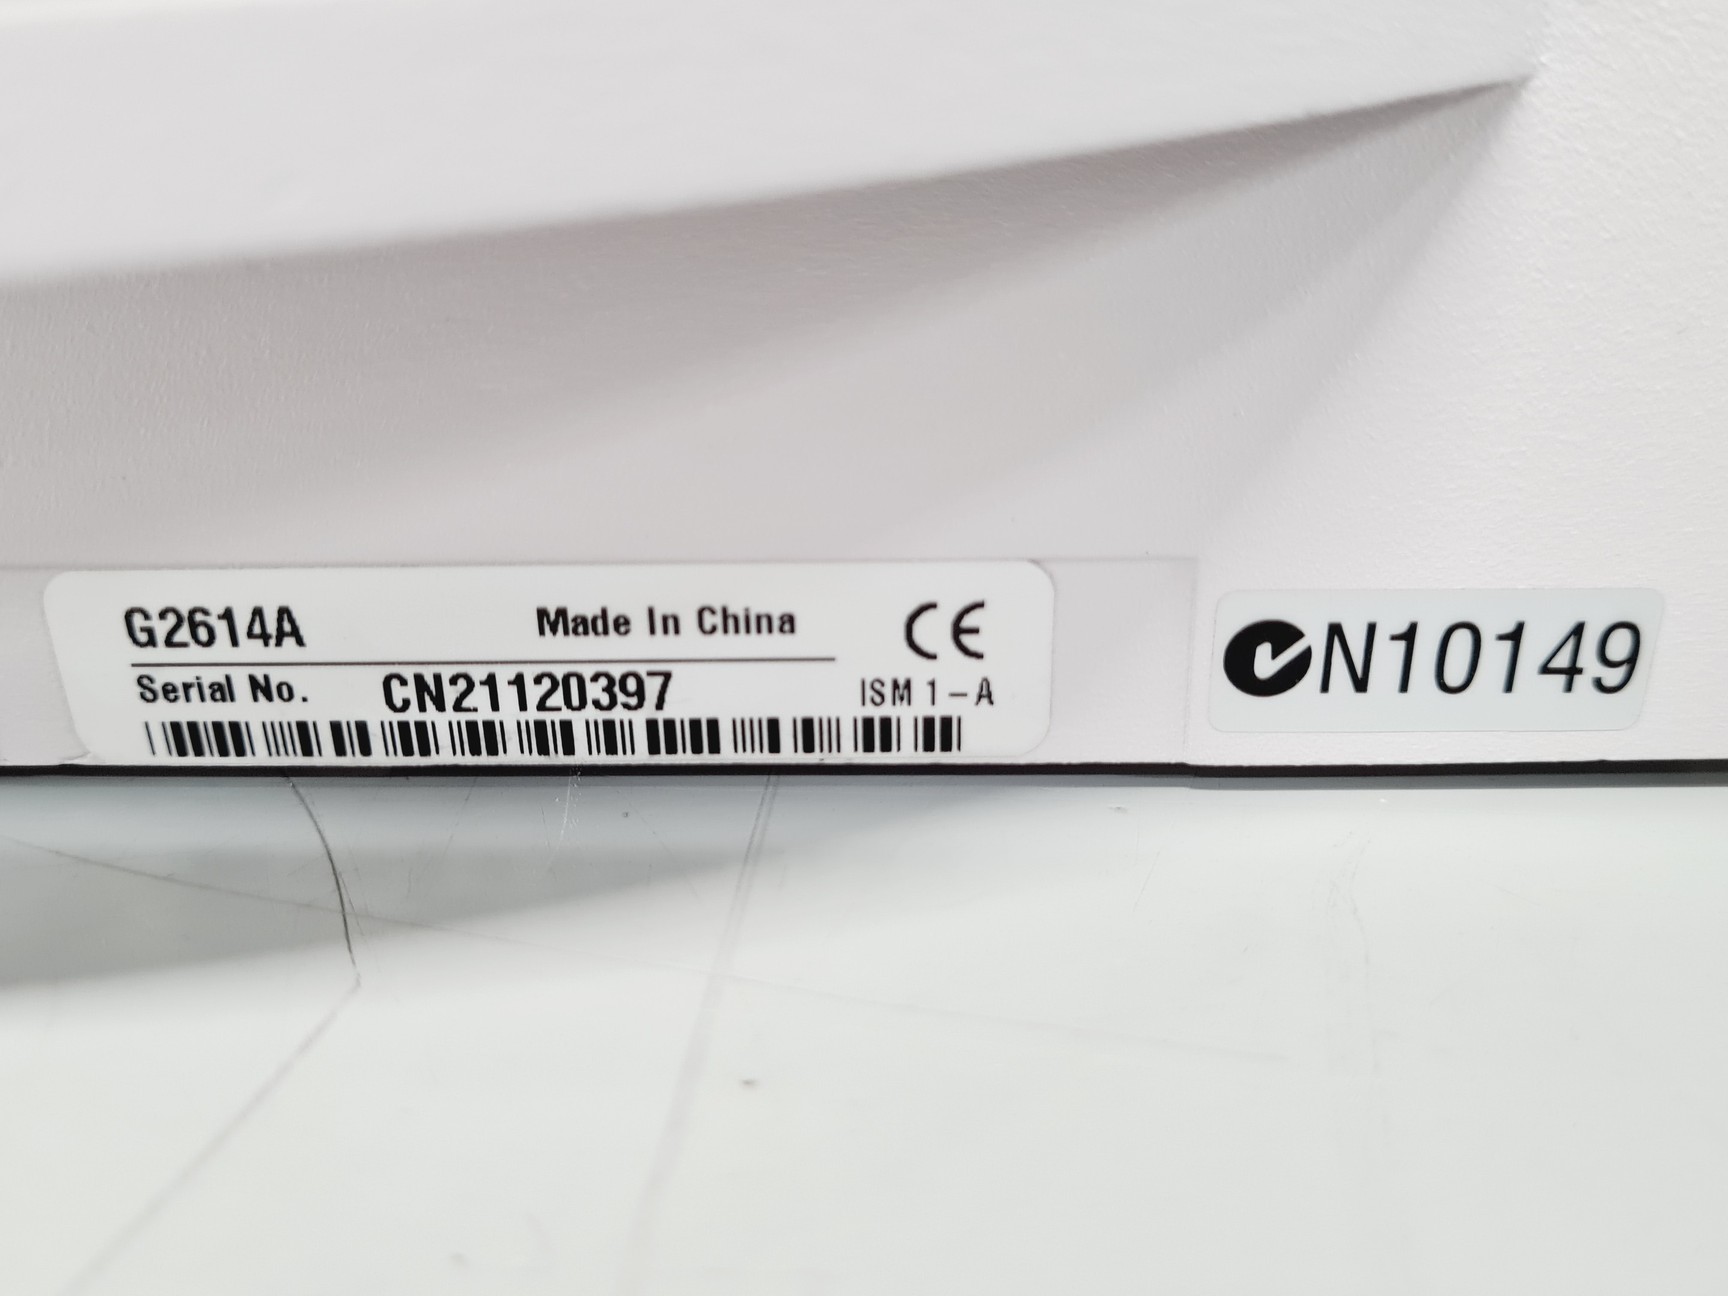 G2614A Made In China CE
Serial No. CN21120397 ISM 1-A
N10149